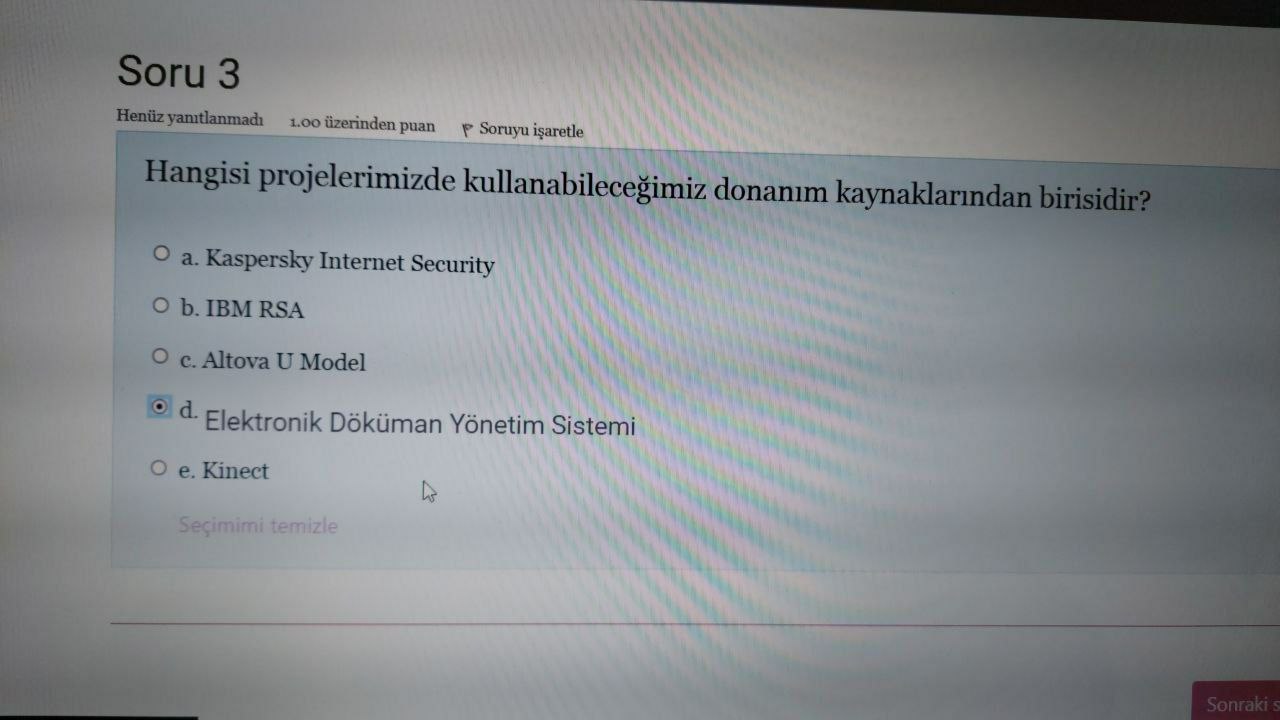 Soru 3
Henüz yanıtlanmadı 1.00 üzerinden puan Soruyu işaretle
Hangisi projelerimizde kullanabileceğimiz donanım kaynaklarından birisidir?
a. Kaspersky Internet Security
b. IBM RSA
c. Altova U Model
d. Elektronik Döküman Yönetim Sistemi
e. Kinect
Seçimimi temizle
Sonraki s